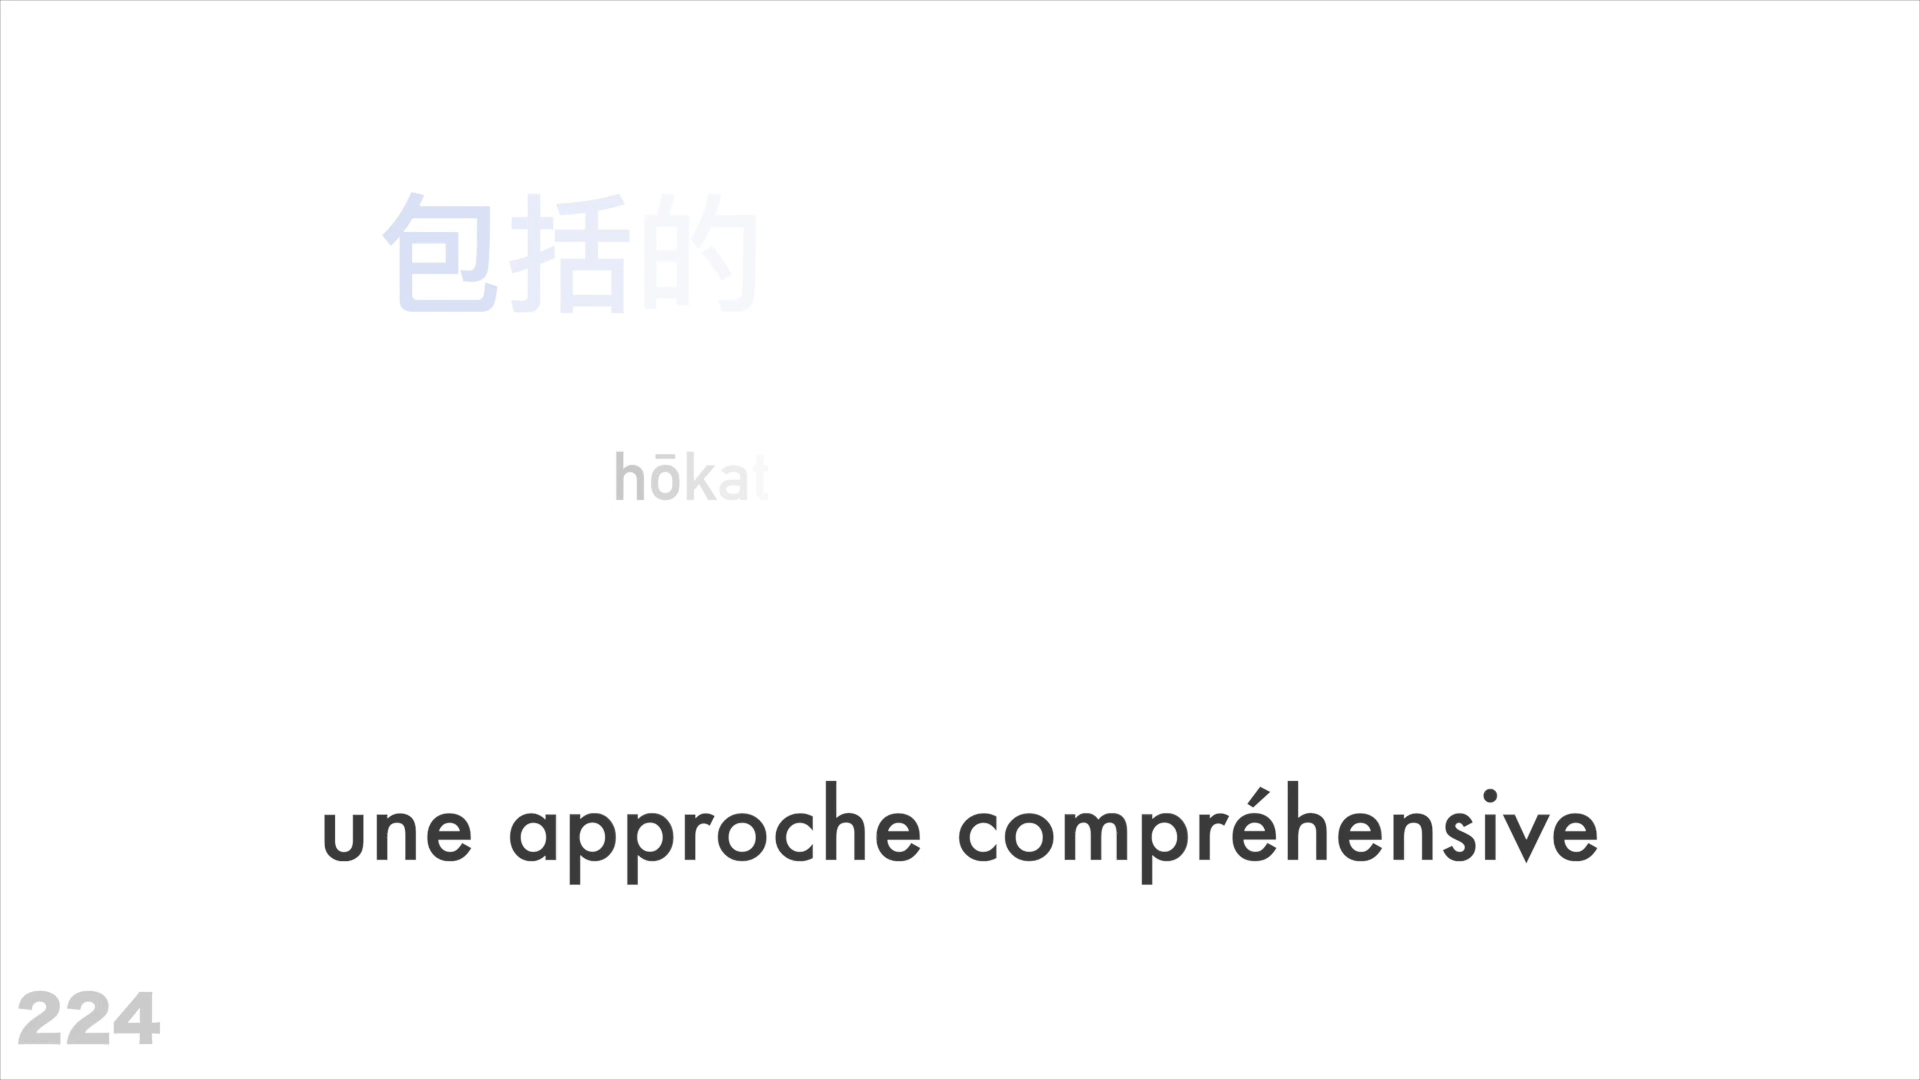 包括的
hōkat
une approche compréhensive
224